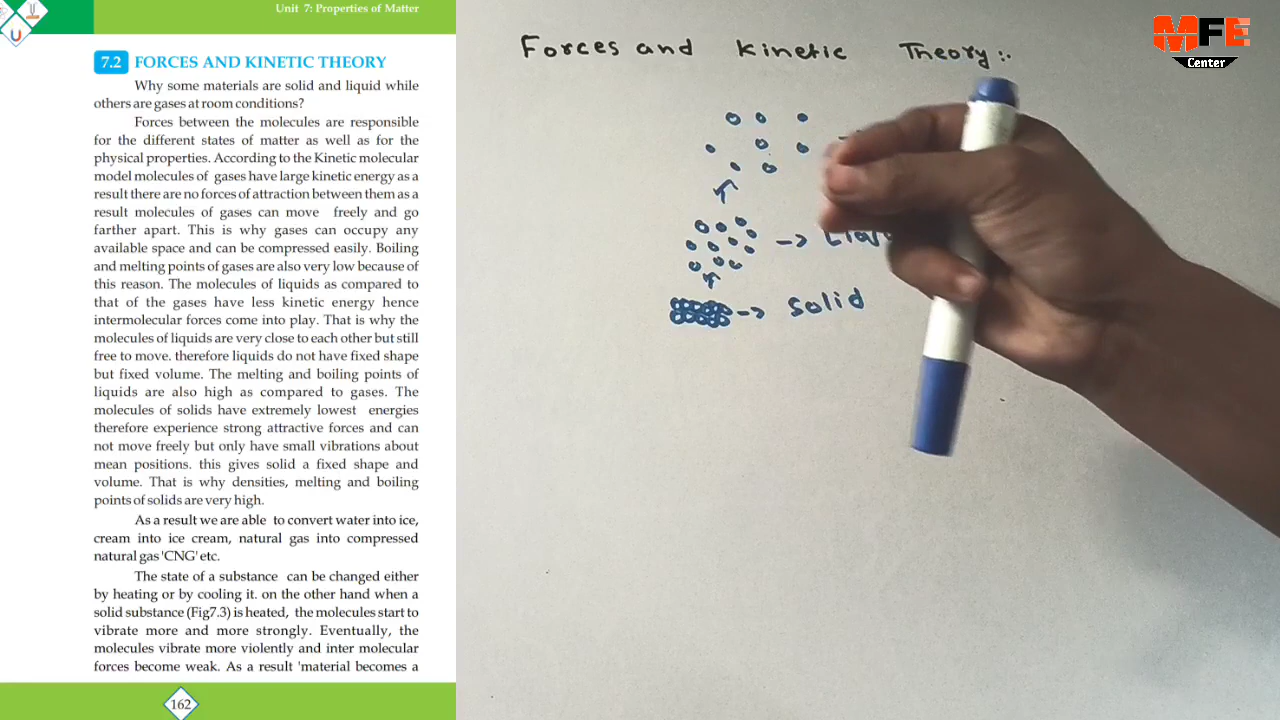 Unit 7: Properties of Matter
7.2 FORCES AND KINETIC THEORY
Why some materials are solid and liquid while
others are gases at room conditions?
Forces between the molecules are responsible
for the different states of matter as well as for the
physical properties. According to the Kinetic molecular
model molecules of gases have large kinetic energy as a
result there are no forces of attraction between them as a
result molecules of gases can move freely and go
farther apart. This is why gases can occupy any
available space and can be compressed easily. Boiling
and melting points of gases are also very low because of
this reason. The molecules of liquids as compared to
that of the gases have less kinetic energy hence
intermolecular forces come into play. That is why the
molecules of liquids are very close to each other but still
free to move. therefore liquids do not have fixed shape
but fixed volume. The melting and boiling points of
liquids are also high as compared to gases. The
molecules of solids have extremely lowest energies
therefore experience strong attractive forces and can
not move freely but only have small vibrations about
mean positions. this gives solid a fixed shape and
volume. That is why densities, melting and boiling
points of solids are very high.
As a result we are able to convert water into ice,
cream into ice cream, natural gas into compressed
natural gas 'CNG' etc.
The state of a substance can be changed either
by heating or by cooling it. on the other hand when a
solid substance (Fig7.3) is heated, the molecules start to
vibrate more and more strongly. Eventually, the
molecules vibrate more violently and inter molecular
forces become weak. As a result 'material becomes a
162
Forces and Kinetic Theory :-
-> Solid
MFE
Center